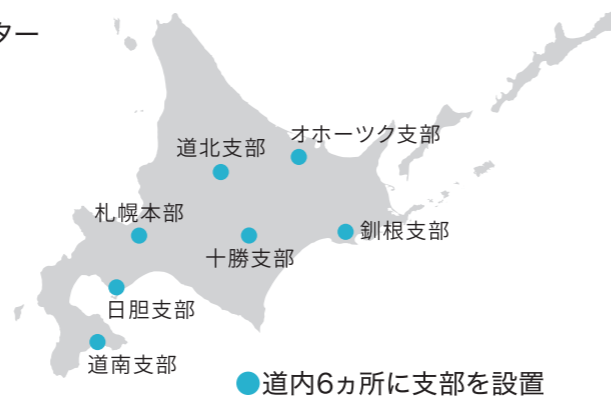 ター
オホーツク支部
道北支部
札幌本部
釧根支部
十勝支部
日胆支部
道南支部
●道内6ヵ所に支部を設置